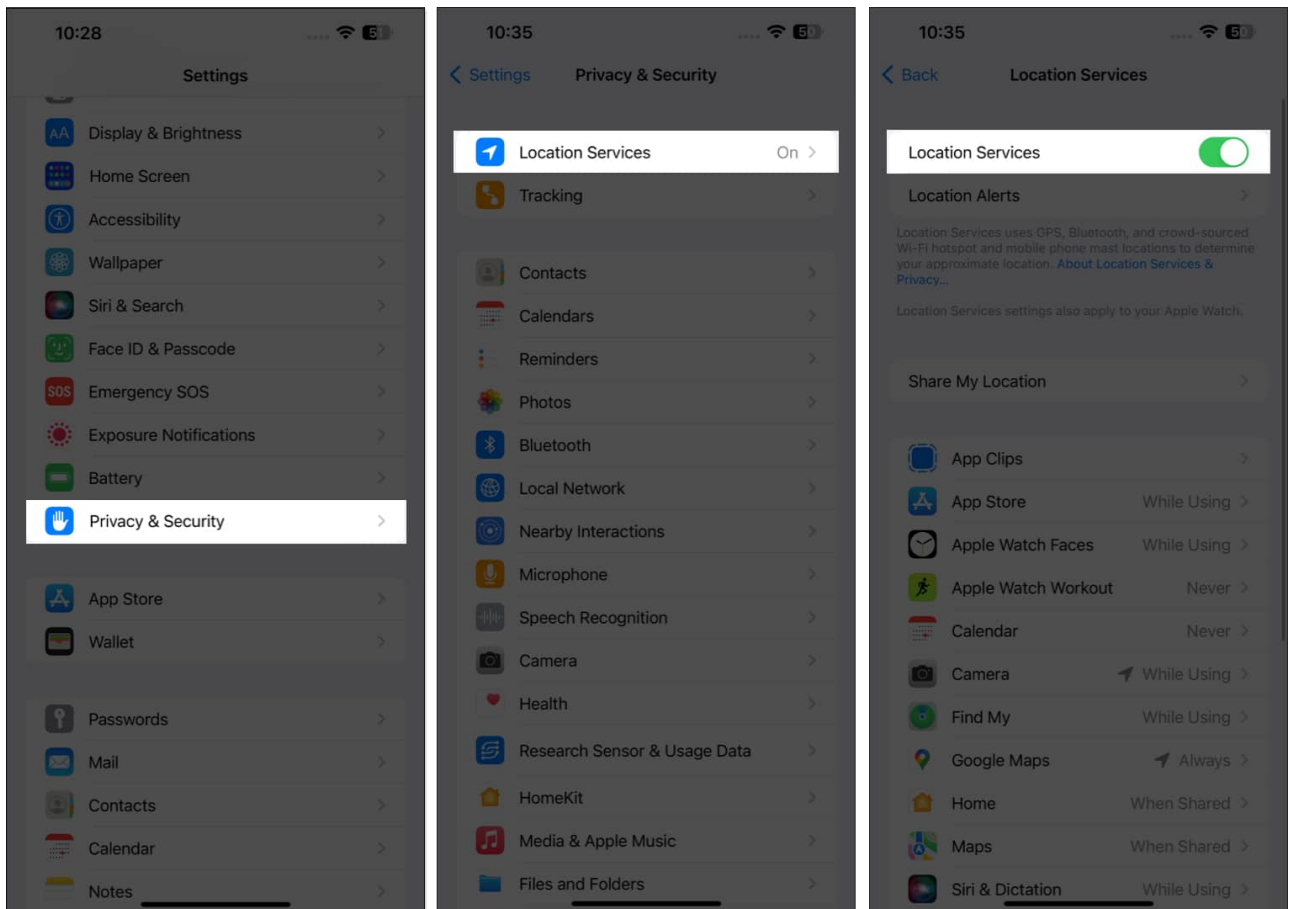 10:28
5
Settings
AA Display & Brightness
Home Screen
Accessibility
Wallpaper
Siri & Search
Face ID & Passcode
SOS Emergency SOS
Exposure Notifications
Battery
Privacy & Security
App Store
Wallet
Passwords
Mail
Contacts
Calendar
Notes
10:35
50
Settings Privacy & Security
Location Services On
Tracking
Contacts
Calendars
Reminders
Photos
Bluetooth
Local Network
Nearby Interactions
Microphone
Speech Recognition
Camera
Health
Research Sensor & Usage Data
HomeKit
Media & Apple Music
Files and Folders
10:35
50
Back Location Services
Location Services
Location Alerts
Location Services uses GPS, Bluetooth, and crowd-sourced
Wi-Fi hotspot and mobile phone mast locations to determine
your approximate location. About Location Services &
Privacy...
Location Services settings also apply to your Apple Watch.
Share My Location
App Clips
App Store While Using
Apple Watch Faces While Using
Apple Watch Workout Never
Calendar Never
Camera While Using
Find My While Using
Google Maps Always
Home When Shared
Maps When Shared
Siri & Dictation While Using